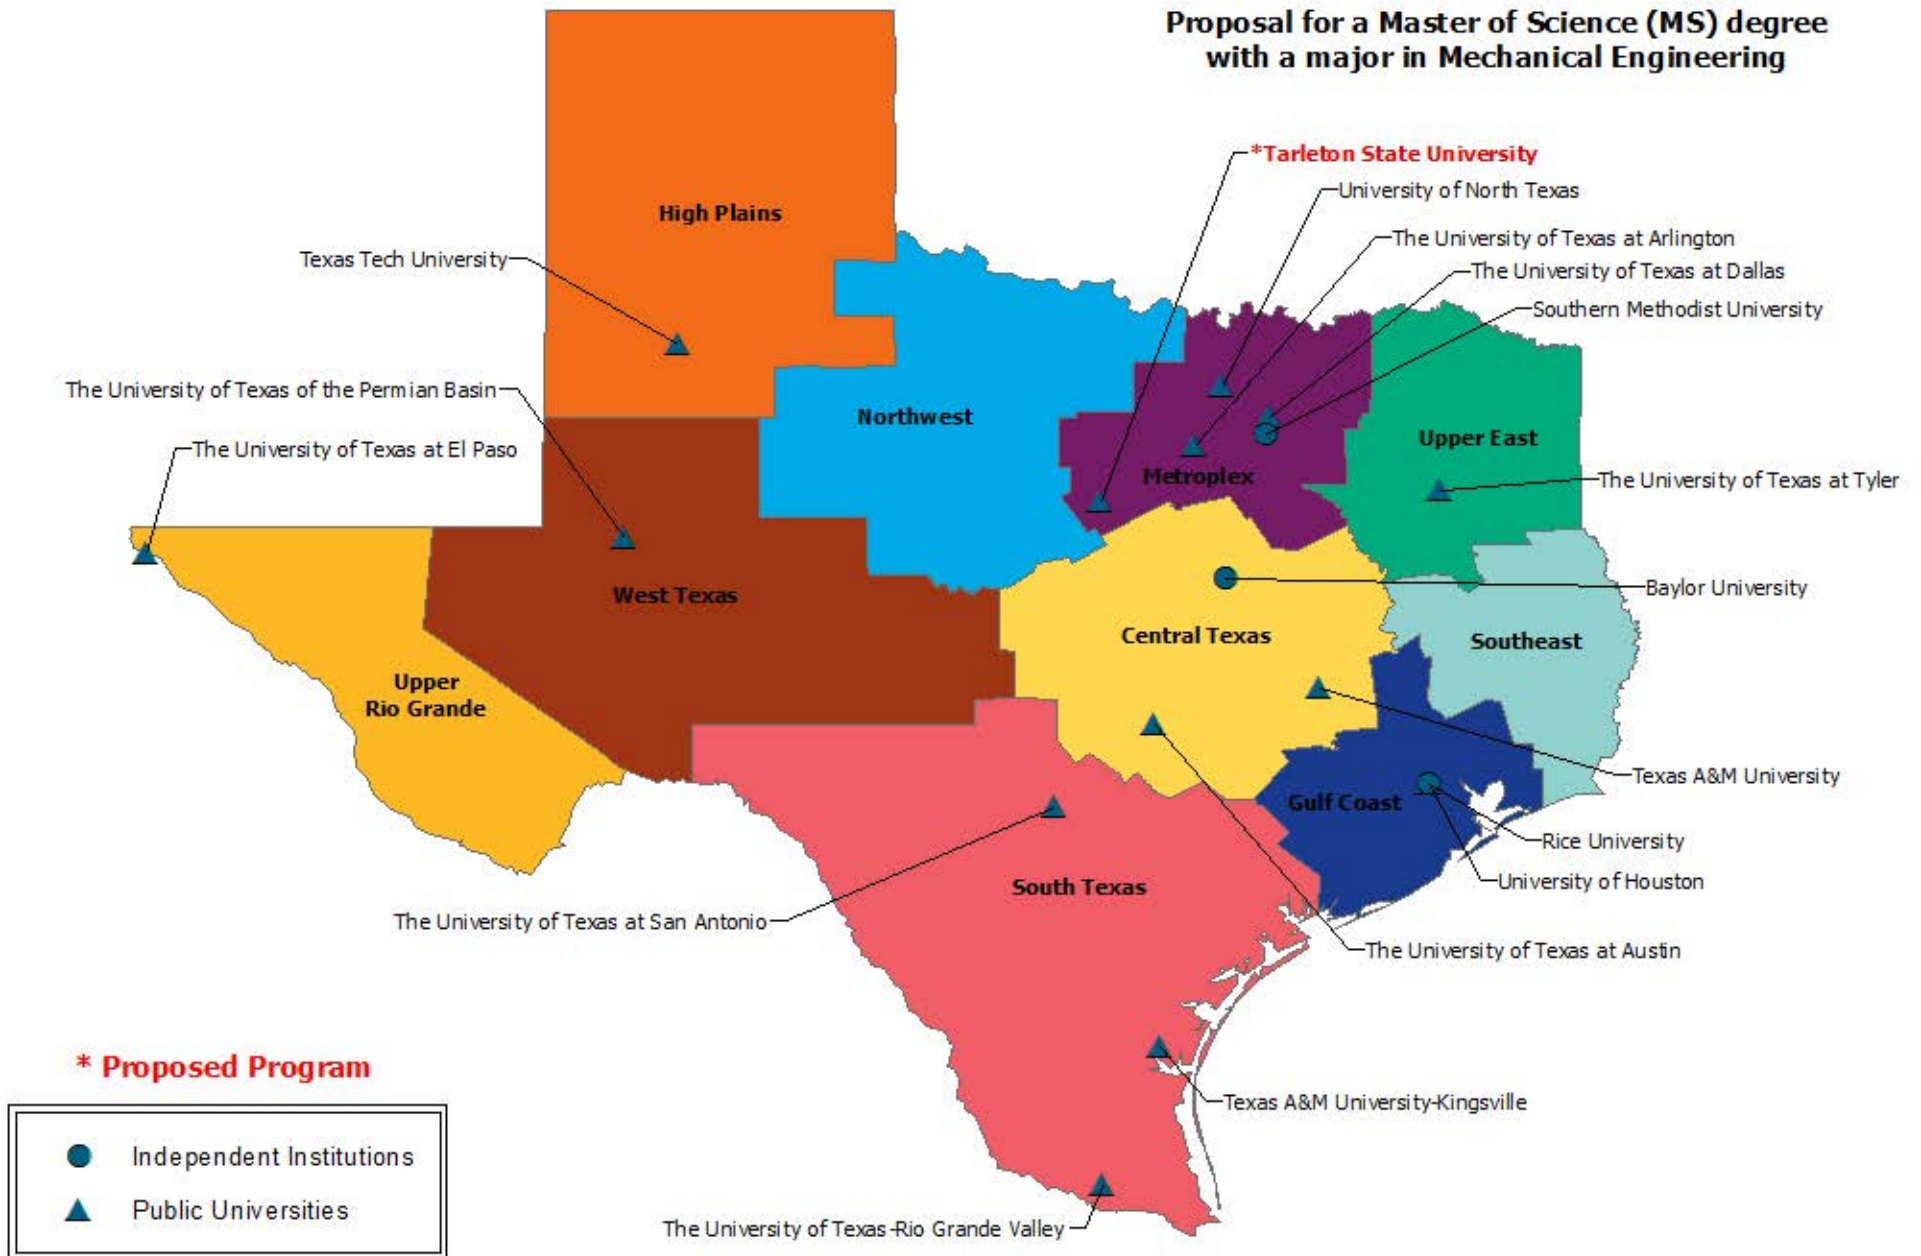 Proposal for a Master of Science (MS) degree
with a major in Mechanical Engineering
*Tarleton State University
University of North Texas
High Plains
The University of Texas at Arlington
Texas Tech University
The University of Texas at Dallas
Southern Methodist University
The University of Texas of the Permian Basin
Northwest
Upper East
The University of Texas at El Paso
Metroplex
The University of Texas at Tyler
West Texas
Baylor University
Central Texas
Southeast
Upper
Rio Grande
Texas A&M University
Gulf Coast
Rice University
South Texas
University of Houston
The University of Texas at San Antonio
The University of Texas at Austin
* Proposed Program
Texas A&M University-Kingsville
Independent Institutions
Public Universities
The University of Texas-Rio Grande Valley